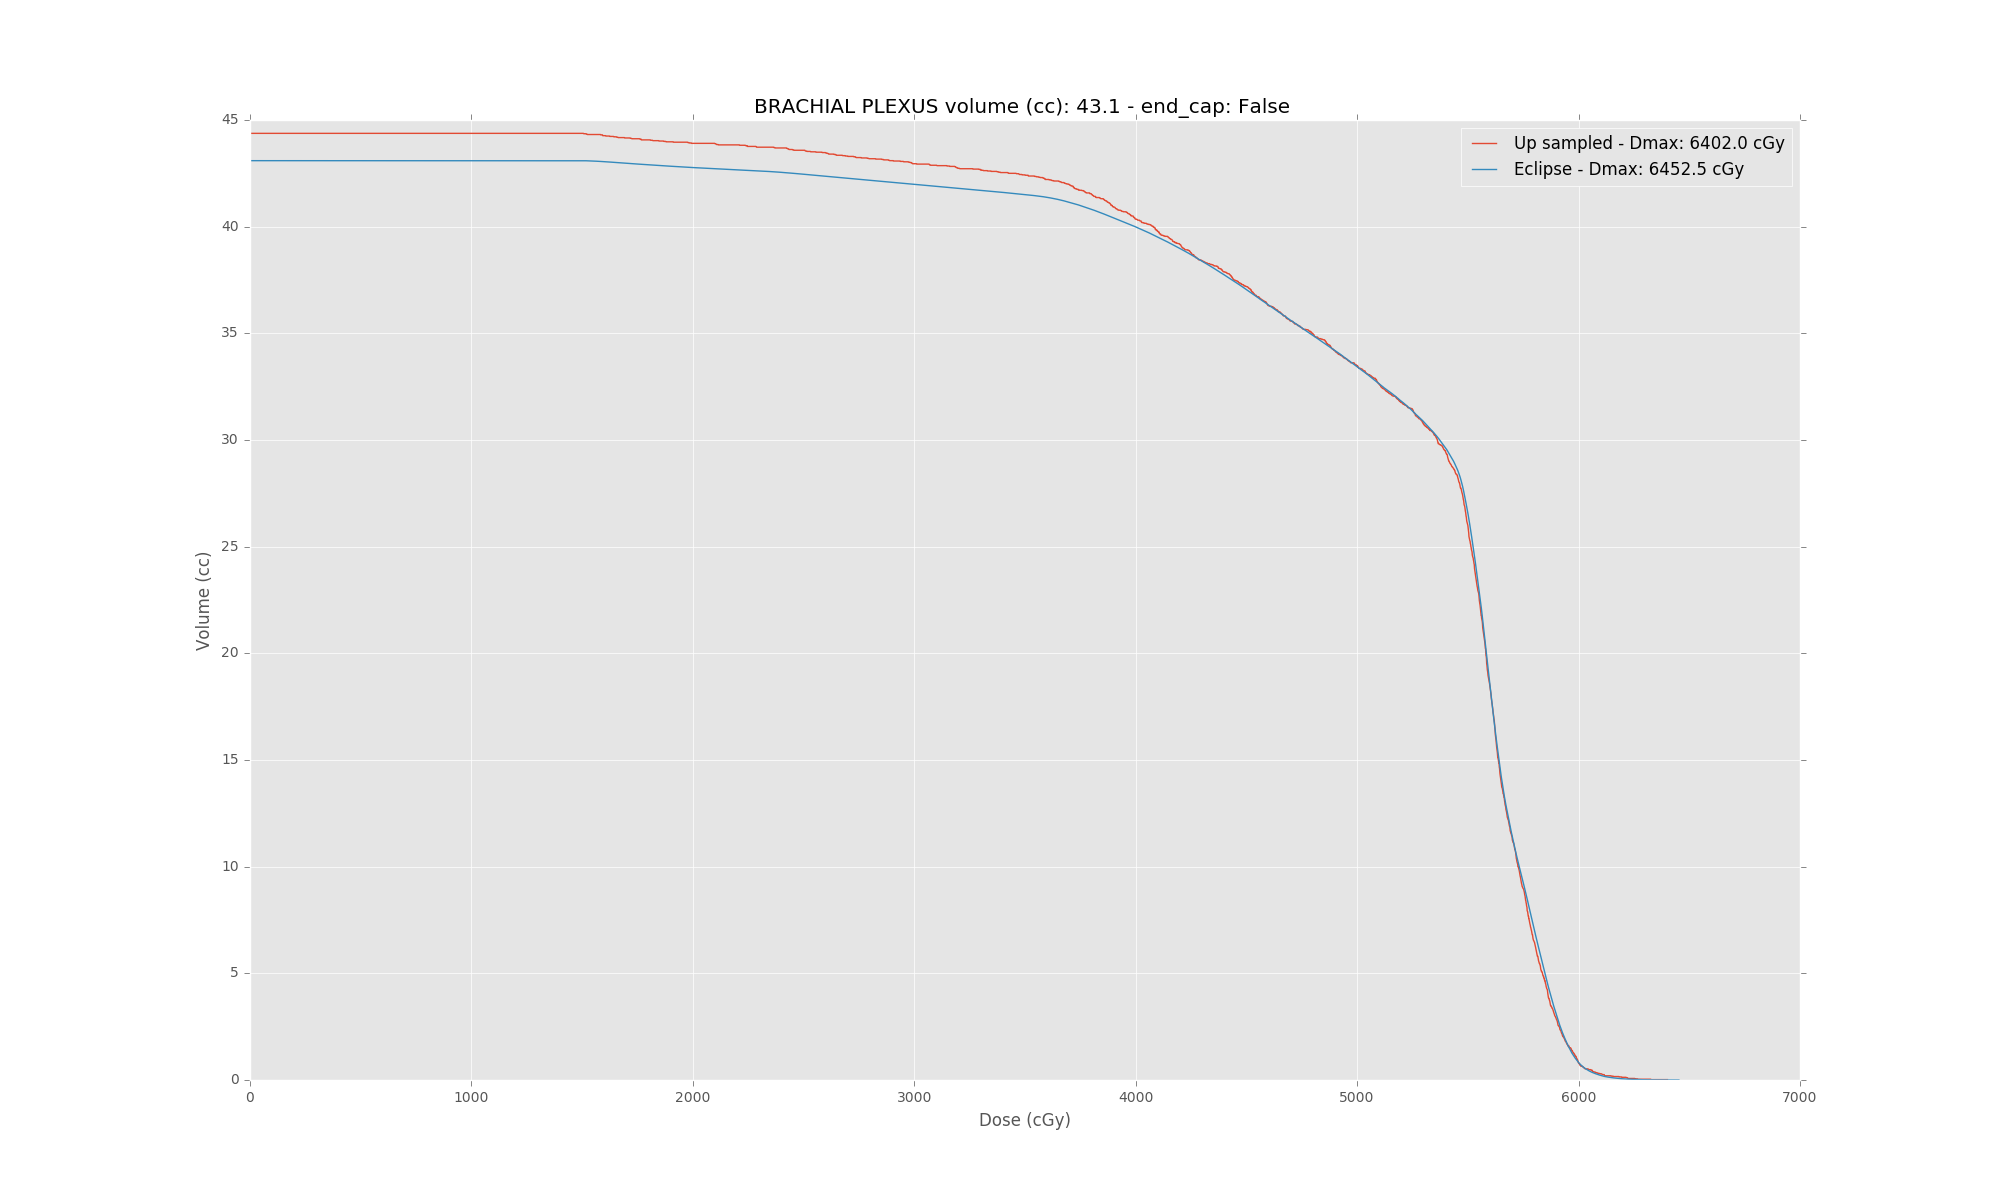 BRACHIAL PLEXUS volume (cc): 43.1 - end_cap: False
Up sampled - Dmax: 6402.0 cGy
Eclipse - Dmax: 6452.5 cGy
45
40
35
30
25
20
15
10
5
0
Volume (cc)
0 1000 2000 3000 4000 5000 6000 7000
Dose (cGy)